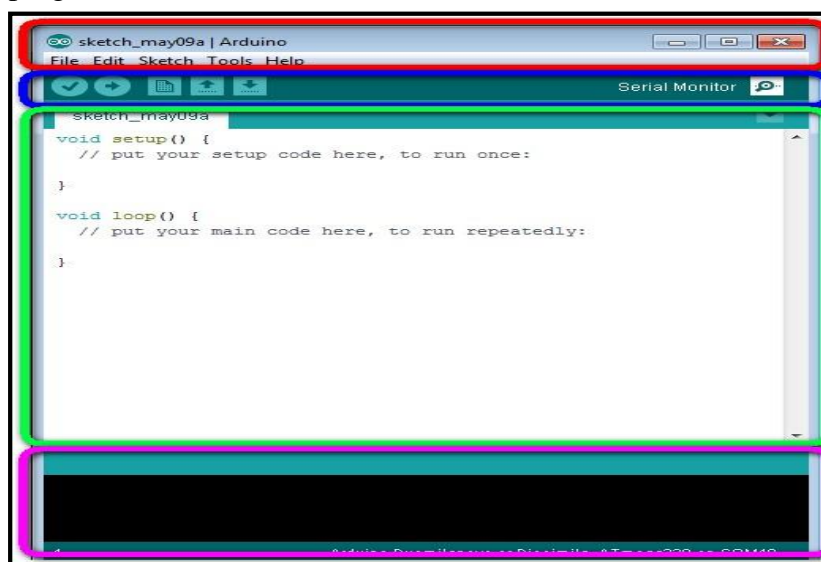 sketch_may09a | Arduino
File Edit Sketch Tools Help
Serial Monitor
sketch_may09a
void setup() {
// put your setup code here, to run once:
}
void loop() {
// put your main code here, to run repeatedly:
}
1